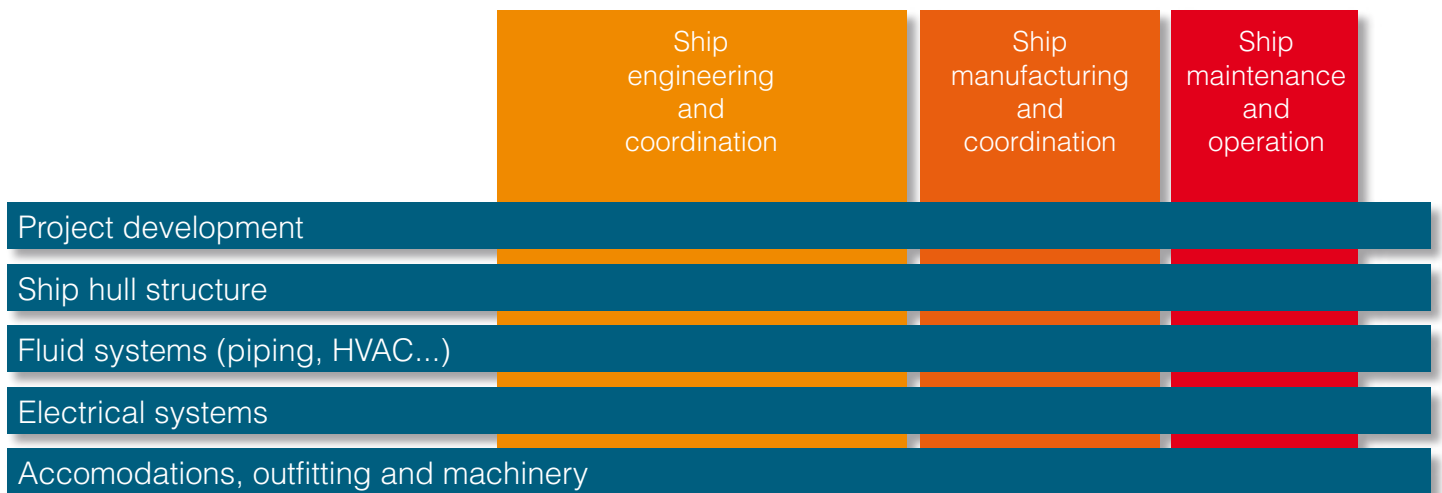 Ship
engineering
and
coordination
Ship
manufacturing
and
coordination
Ship
maintenance
and
operation
Project development
Ship hull structure
Fluid systems (piping, HVAC...)
Electrical systems
Accomodations, outfitting and machinery